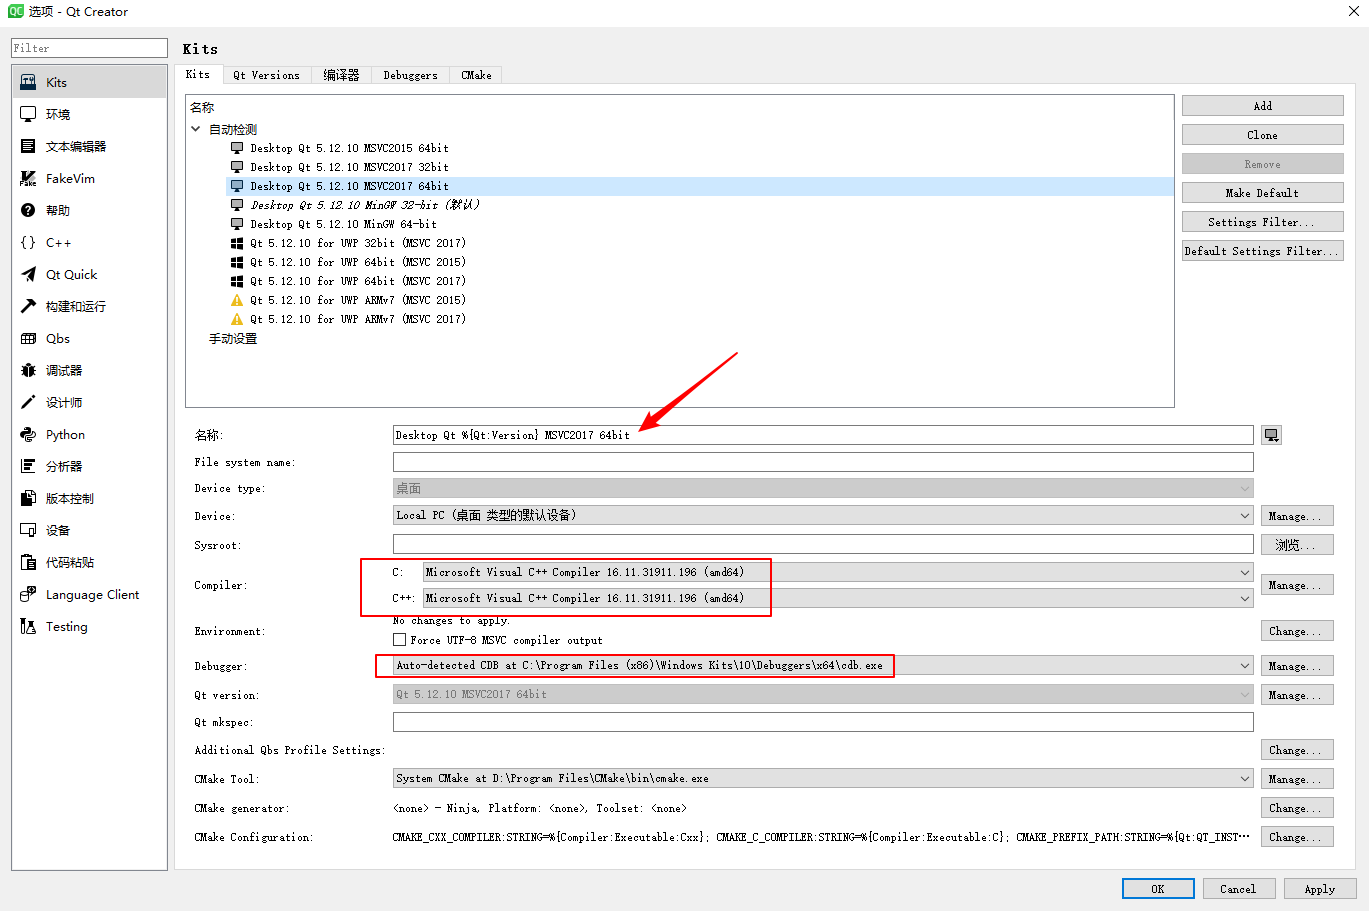 QC 选项 - Qt Creator
Filter
Kits
环境
文本编辑器
FakeVim
帮助
C++
Qt Quick
构建和运行
Qbs
调试器
设计师
Python
分析器
版本控制
设备
代码粘贴
Language Client
Testing
Kits
Kits Qt Versions 编译器 Debuggers CMake
名称
自动检测
Desktop Qt 5.12.10 MSVC2015 64bit
Desktop Qt 5.12.10 MSVC2017 32bit
Desktop Qt 5.12.10 MSVC2017 64bit
Desktop Qt 5.12.10 MinGW 32-bit (默认)
Desktop Qt 5.12.10 MinGW 64-bit
Qt 5.12.10 for UWP 32bit (MSVC 2017)
Qt 5.12.10 for UWP 64bit (MSVC 2015)
Qt 5.12.10 for UWP 64bit (MSVC 2017)
Qt 5.12.10 for UWP ARMv7 (MSVC 2015)
Qt 5.12.10 for UWP ARMv7 (MSVC 2017)
手动设置
Add
Clone
Remove
Make Default
Settings Filter...
Default Settings Filter...
名称: Desktop Qt %{Qt:Version} MSVC2017 64bit
File system name:
Device type: 桌面
Device: Local PC (桌面 类型的默认设备) Manage...
Sysroot: 浏览...
Compiler: C: Microsoft Visual C++ Compiler 16.11.31911.196 (amd64)
C++: Microsoft Visual C++ Compiler 16.11.31911.196 (amd64) Manage...
Environment: No changes to apply. Change...
Force UTF-8 MSVC compiler output
Debugger: Auto-detected CDB at C:\Program Files (x86)\Windows Kits\10\Debuggers\x64\cdb.exe Manage...
Qt version: Qt 5.12.10 MSVC2017 64bit Manage...
Qt mkspec:
Additional Qbs Profile Settings: Change...
CMake Tool: System CMake at D:\Program Files\CMake\bin\cmake.exe Manage...
CMake generator: <none> - Ninja, Platform: <none>, Toolset: <none> Change...
CMake Configuration: CMAKE_CXX_COMPILER:STRING=%{Compiler:Executable:Cxx}; CMAKE_C_COMPILER:STRING=%{Compiler:Executable:C}; CMAKE_PREFIX_PATH:STRING=%{Qt:QT_INST… Change...
OK Cancel Apply